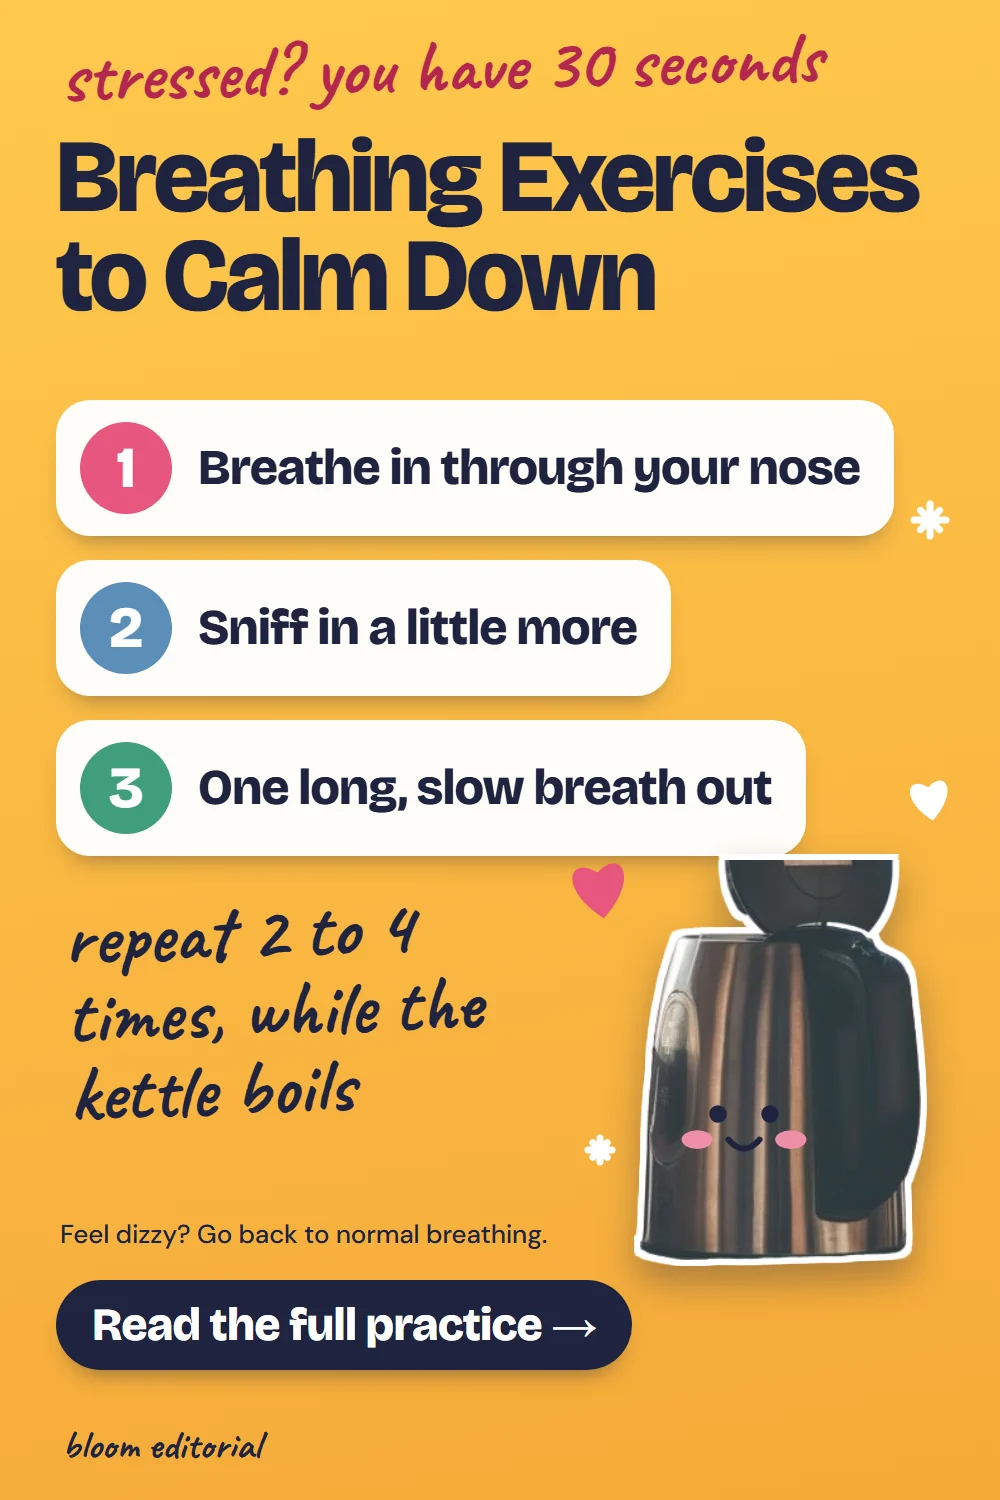 stressed? you have 30 seconds
Breathing Exercises
to Calm Down
1 Breathe in through your nose
2 Sniff in a little more
3 One long, slow breath out
repeat 2 to 4
times, while the
kettle boils
Feel dizzy? Go back to normal breathing.
Read the full practice →
bloom editorial